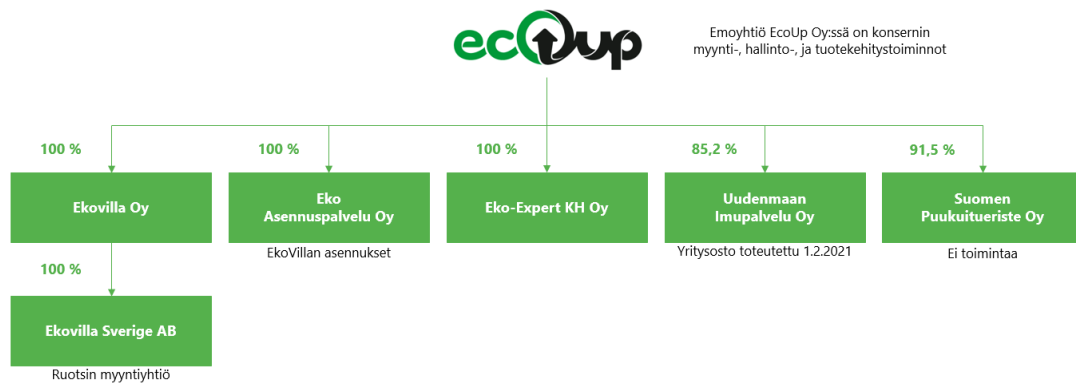 ecOup
Emoyhtiö EcoUp Oy:ssä on konsernin
myynti-, hallinto-, ja tuotekehitystoiminnot
100 %
100 %
100 %
85,2 %
91,5 %
Ekovilla Oy
Eko
Asennuspalvelu Oy
Eko-Expert KH Oy
Uudenmaan
Imupalvelu Oy
Suomen
Puukuitueriste Oy
EkoVillan asennukset
Yritysosto toteutettu 1.2.2021
Ei toimintaa
100 %
Ekovilla Sverige AB
Ruotsin myyntiyhtiö